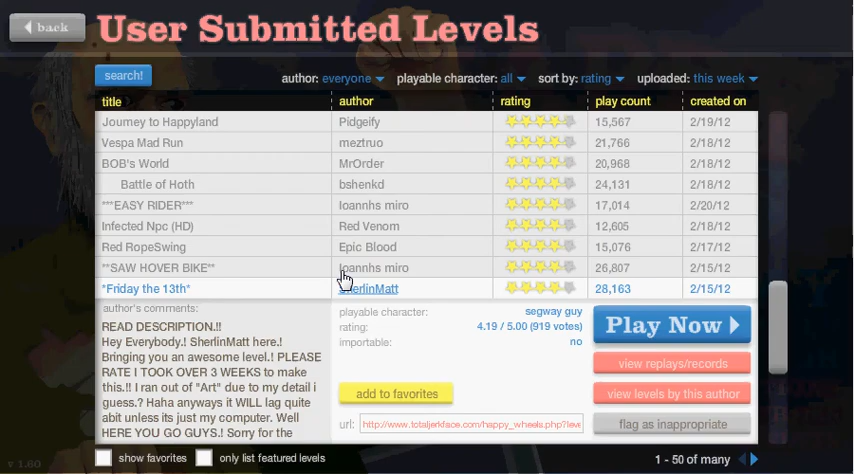 back
User Submitted Levels
search!
author: everyone playable character: all sort by: rating uploaded: this week
title author rating play count created on
Journey to Happyland Pidgeify 15,567 2/19/12
Vespa Mad Run meztruo 21,766 2/18/12
BOB's World MrOrder 20,968 2/18/12
Battle of Hoth bshenkd 24,131 2/18/12
***EASY RIDER*** Ioannhs miro 17,014 2/20/12
Infected Npc (HD) Red Venom 12,605 2/18/12
Red RopeSwing Epic Blood 15,076 2/17/12
**SAW HOVER BIKE** Ioannhs miro 26,807 2/15/12
*Friday the 13th* SherlinMatt 28,163 2/15/12
author's comments:
READ DESCRIPTION.!!
Hey Everybody.! SherlinMatt here.!
Bringing you an awesome level.! PLEASE
RATE I TOOK OVER 3 WEEKS to make
this.!! I ran out of "Art" due to my detail i
guess.? Haha anyways it WILL lag quite
abit unless its just my computer. Well
HERE YOU GO GUYS.! Sorry for the
playable character: segway guy
rating: 4.19 / 5.00 (919 votes)
importable: no
add to favorites
url: http://www.totaljerkface.com/happy_wheels.php?leve
Play Now
view replays/records
view levels by this author
flag as inappropriate
v 1.60
show favorites only list featured levels 1 - 50 of many